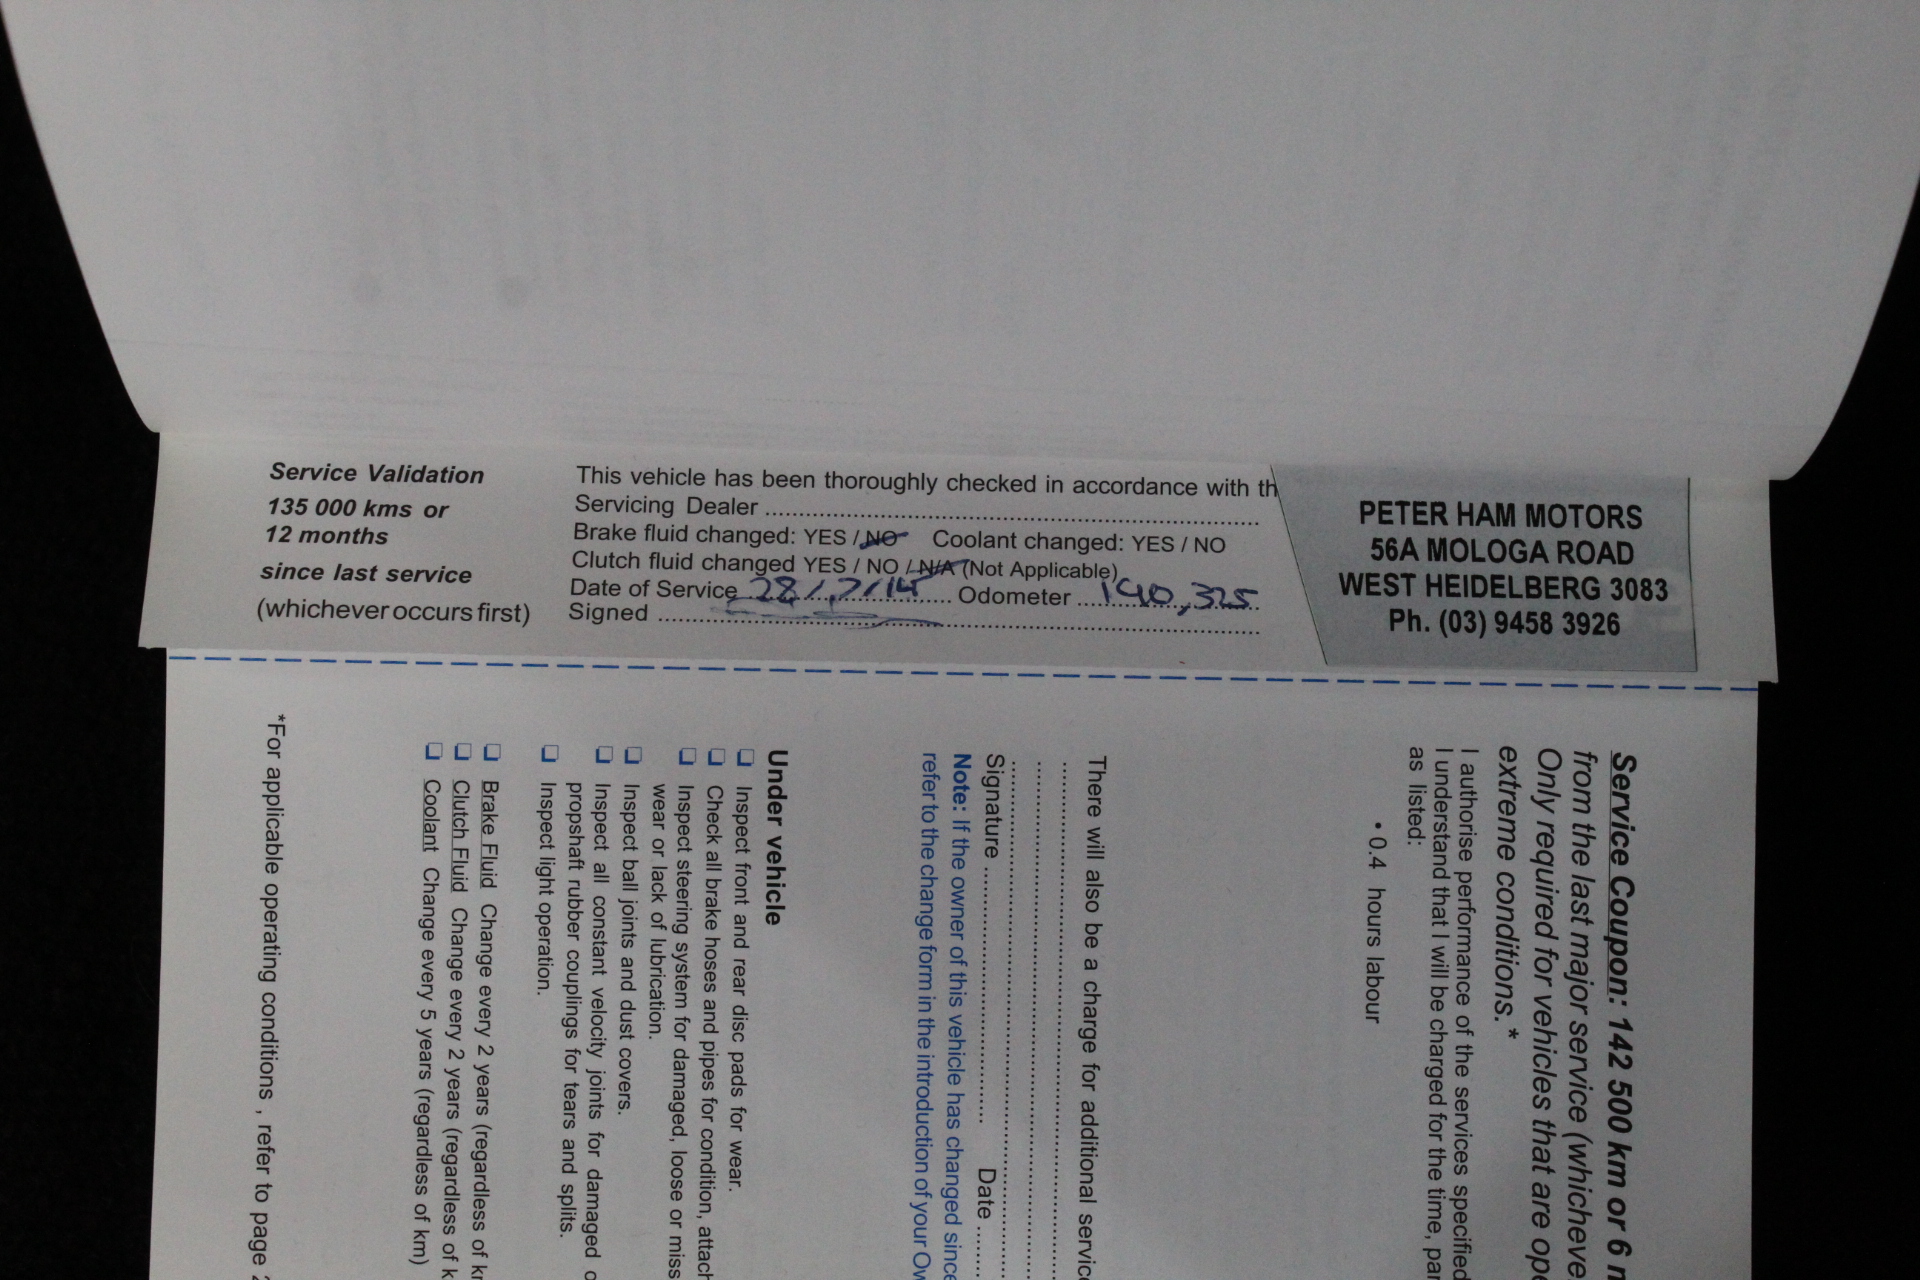 Service Validation
135 000 kms or
12 months
since last service
(whichever occurs first)
This vehicle has been thoroughly checked in accordance with th
Servicing Dealer
Brake fluid changed: YES / NO Coolant changed: YES / NO
Clutch fluid changed YES / NO / N/A (Not Applicable)
Date of Service 28/7/14 Odometer 140,325
Signed
PETER HAM MOTORS
56A MOLOGA ROAD
WEST HEIDELBERG 3083
Ph. (03) 9458 3926
Service Coupon: 142 500 km or 6 m
from the last major service (whicheve
Only required for vehicles that are ope
extreme conditions.*
I authorise performance of the services specified
I understand that I will be charged for the time, par
as listed:
• 0.4 hours labour
There will also be a charge for additional service
Signature Date
Note: If the owner of this vehicle has changed since
refer to the change form in the introduction of your Ow
Under vehicle
❑ Inspect front and rear disc pads for wear.
❑ Check all brake hoses and pipes for condition, attach
❑ Inspect steering system for damaged, loose or miss
wear or lack of lubrication.
❑ Inspect ball joints and dust covers.
❑ Inspect all constant velocity joints for damaged o
propshaft rubber couplings for tears and splits.
❑ Inspect light operation.
❑ Brake Fluid Change every 2 years (regardless of km
❑ Clutch Fluid Change every 2 years (regardless of k
❑ Coolant Change every 5 years (regardless of km)
*For applicable operating conditions , refer to page 2